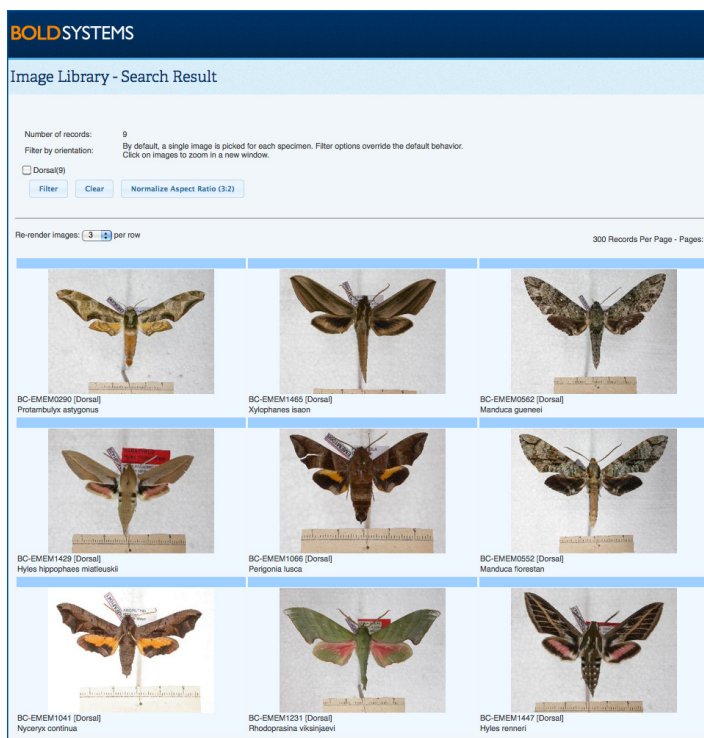 BOLDSYSTEMS
Image Library - Search Result
Number of records: 9
Filter by orientation: By default, a single image is picked for each specimen. Filter options override the default behavior.
Click on images to zoom in a new window.
Dorsal(9)
Filter Clear Normalize Aspect Ratio (3:2)
Re-render images: 3 per row
300 Records Per Page - Pages:
BC-EMEM0290 [Dorsal]
Protambulyx astygonus
BC-EMEM1465 [Dorsal]
Xylophanes isaon
BC-EMEM0562 [Dorsal]
Manduca gueneei
BC-EMEM1429 [Dorsal]
Hyles hippophaes miatleuskii
BC-EMEM1066 [Dorsal]
Perigonia lusca
BC-EMEM0552 [Dorsal]
Manduca florestan
BC-EMEM1041 [Dorsal]
Nyceryx continua
BC-EMEM1231 [Dorsal]
Rhodoprasina viksinjaevi
BC-EMEM1447 [Dorsal]
Hyles renneri